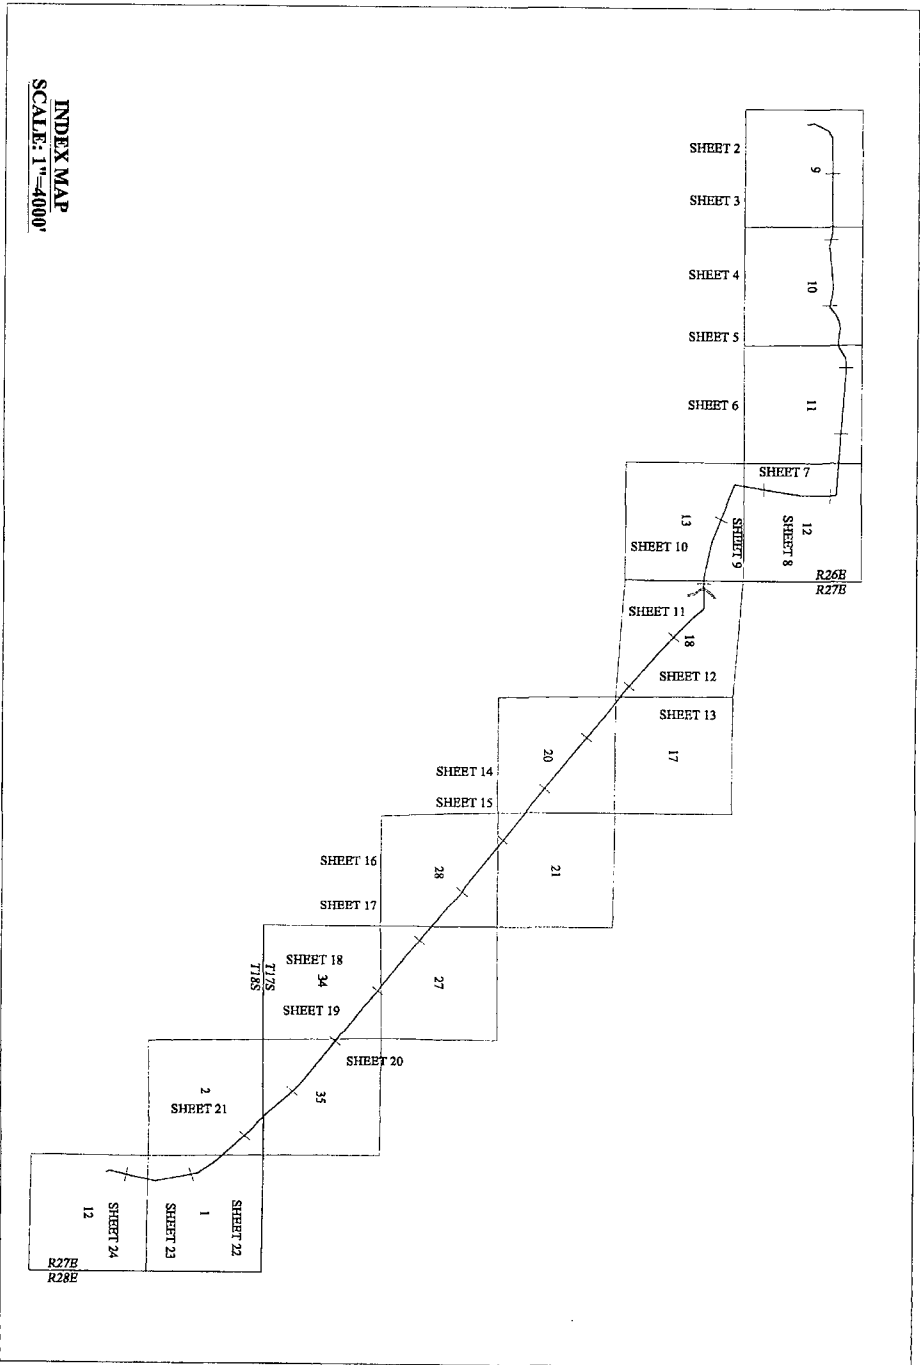 INDEX MAP
SCALE: 1"=4000'
SHEET 2
9
SHEET 3
SHEET 4
10
SHEET 5
SHEET 6
11
SHEET 7
12
SHEET 8
SHEET 9
13
SHEET 10
R26E
R27E
SHEET 11
18
SHEET 12
SHEET 13
17
20
SHEET 14
SHEET 15
21
SHEET 16
28
SHEET 17
27
SHEET 18
34
T17S
T18S
SHEET 19
SHEET 20
35
2
SHEET 21
1
SHEET 22
SHEET 23
12
SHEET 24
R27E
R28E